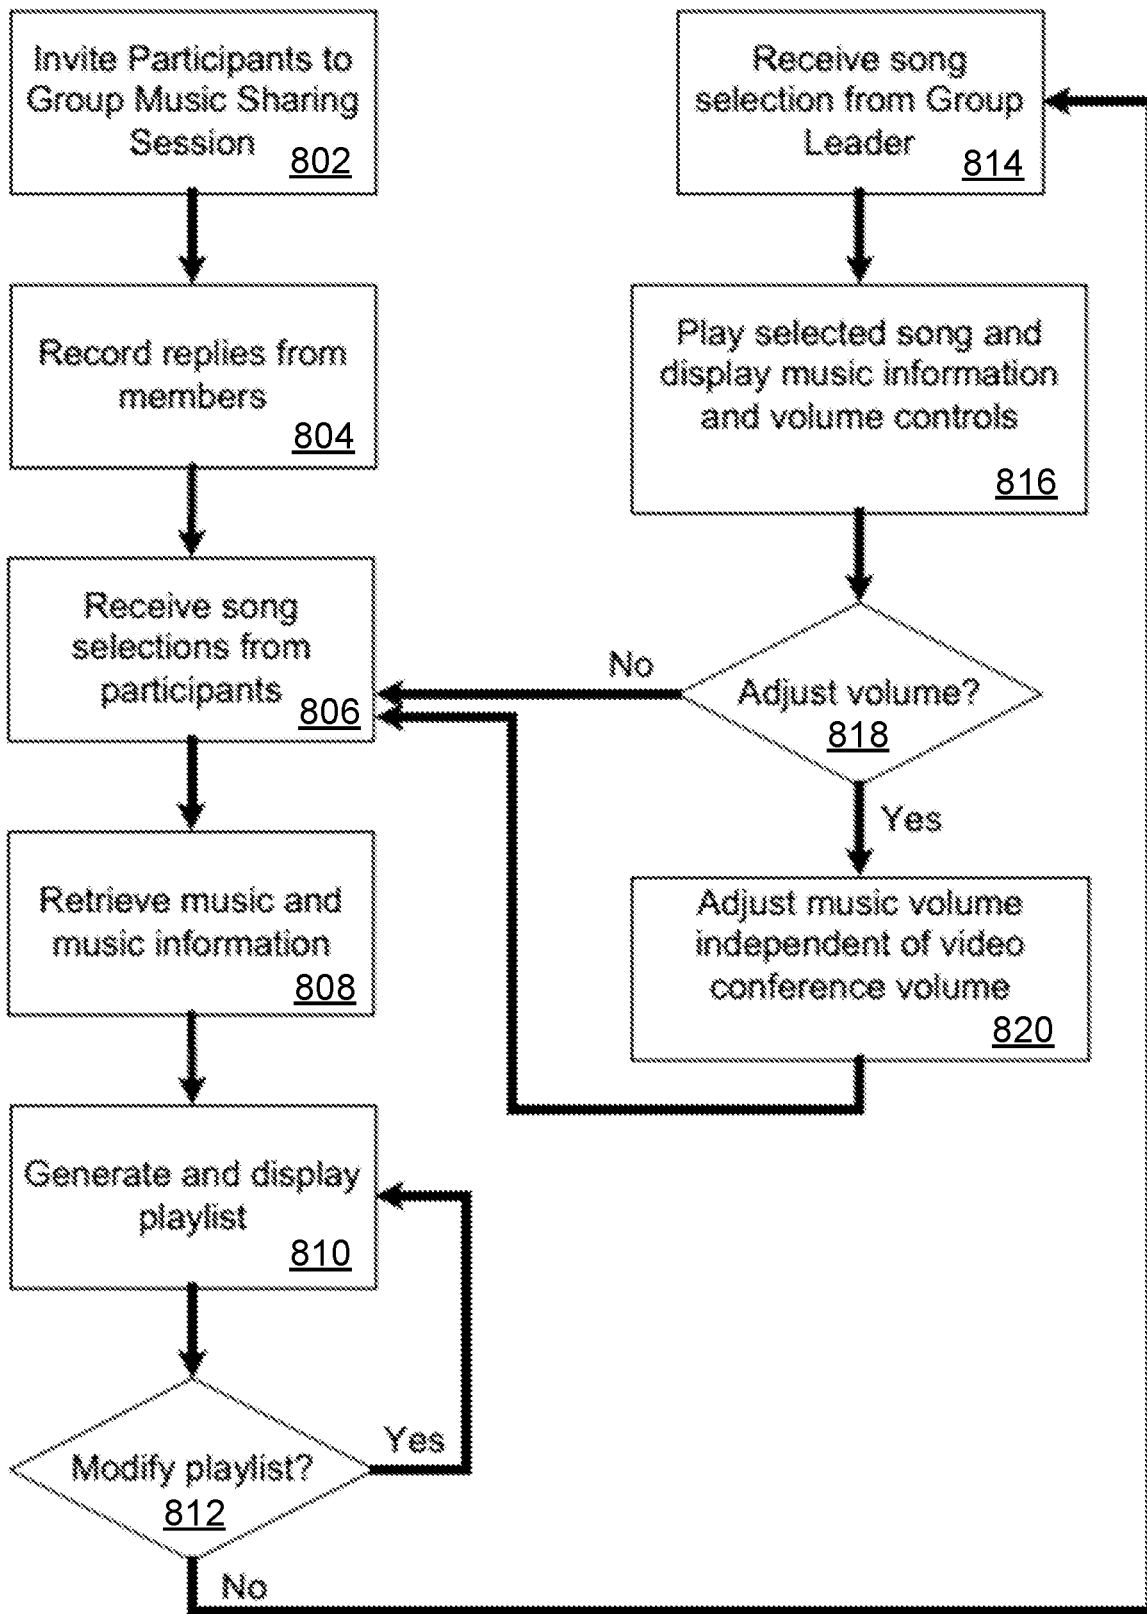 Invite Participants to
Group Music Sharing
Session
802
Record replies from
members
804
Receive song
selections from
participants
806
Retrieve music and
music information
808
Generate and display
playlist
810
Modify playlist?
812
Yes
No
Receive song
selection from Group
Leader
814
Play selected song and
display music information
and volume controls
816
Adjust volume?
818
No
Yes
Adjust music volume
independent of video
conference volume
820